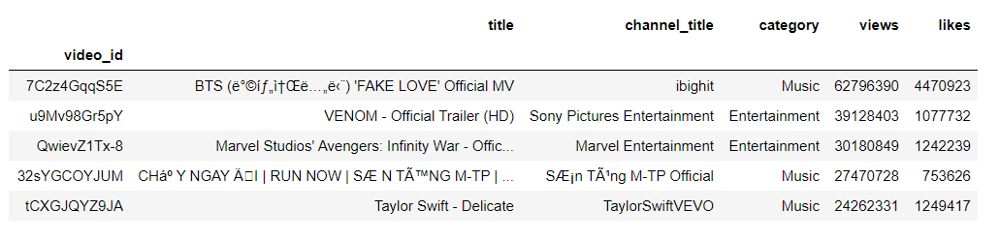 title channel_title category views likes
video_id
7C2z4GqqS5E BTS (ë°©íƒ„ì†Œë…„ë‹¨) 'FAKE LOVE' Official MV ibighit Music 62796390 4470923
u9Mv98Gr5pY VENOM - Official Trailer (HD) Sony Pictures Entertainment Entertainment 39128403 1077732
QwievZ1Tx-8 Marvel Studios' Avengers: Infinity War - Offic... Marvel Entertainment Entertainment 30180849 1242239
32sYGCOYJUM CHáº Y NGAY ÄI | RUN NOW | SÆ N TÃ™NG M-TP | ... SÆ¡n TÃ¹ng M-TP Official Music 27470728 753626
tCXGJQYZ9JA Taylor Swift - Delicate TaylorSwiftVEVO Music 24262331 1249417